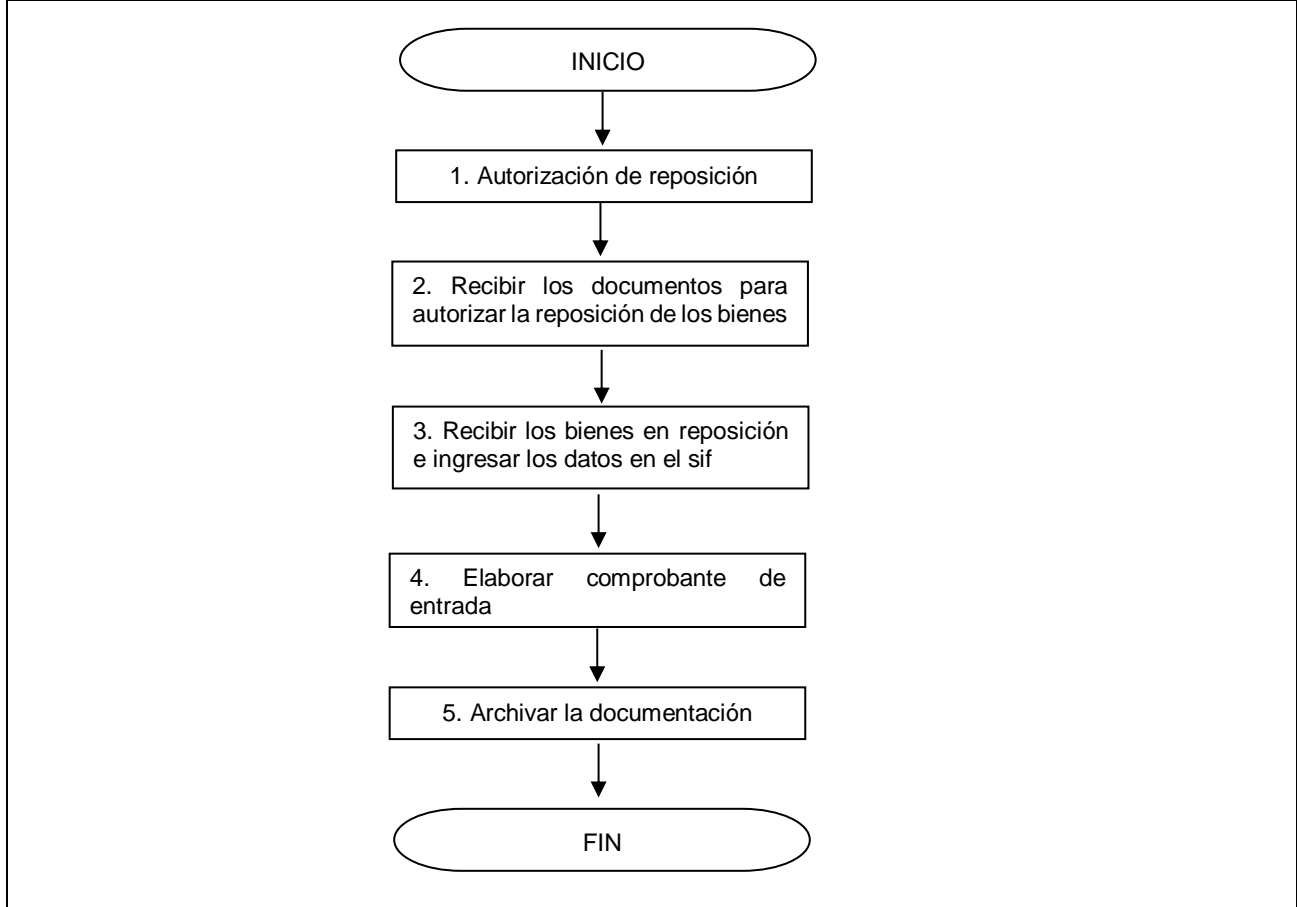 INICIO
1. Autorización de reposición
2. Recibir los documentos para
autorizar la reposición de los bienes
3. Recibir los bienes en reposición
e ingresar los datos en el sif
4. Elaborar comprobante de
entrada
5. Archivar la documentación
FIN